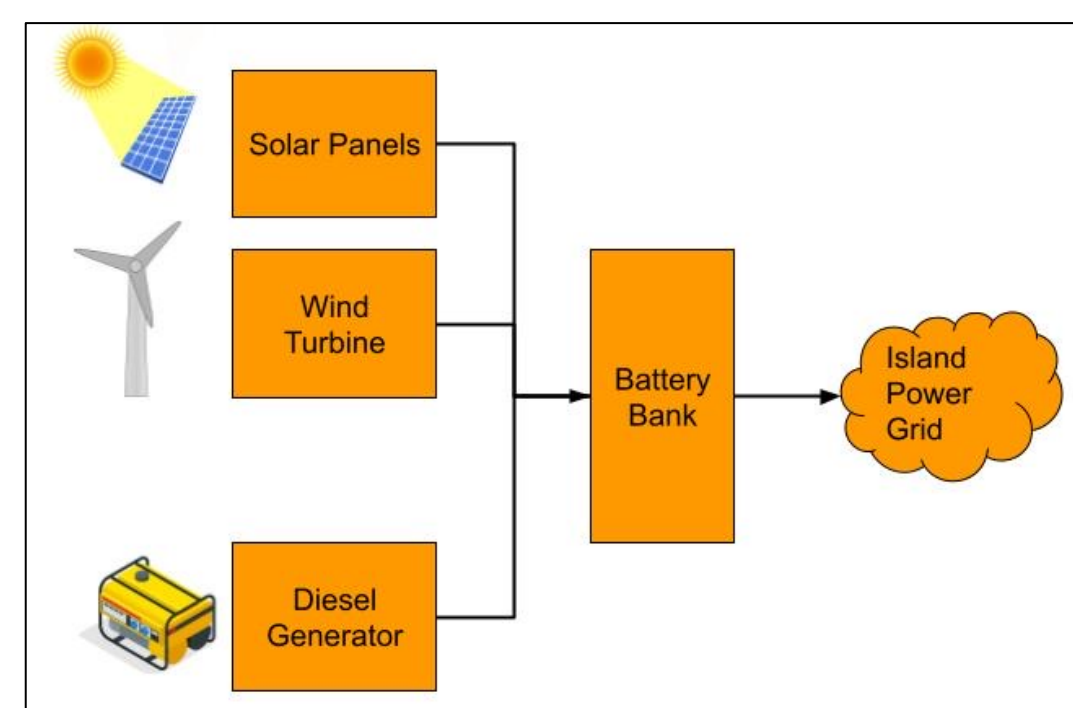 Solar Panels
Wind
Turbine
Battery
Bank
Island
Power
Grid
Diesel
Generator